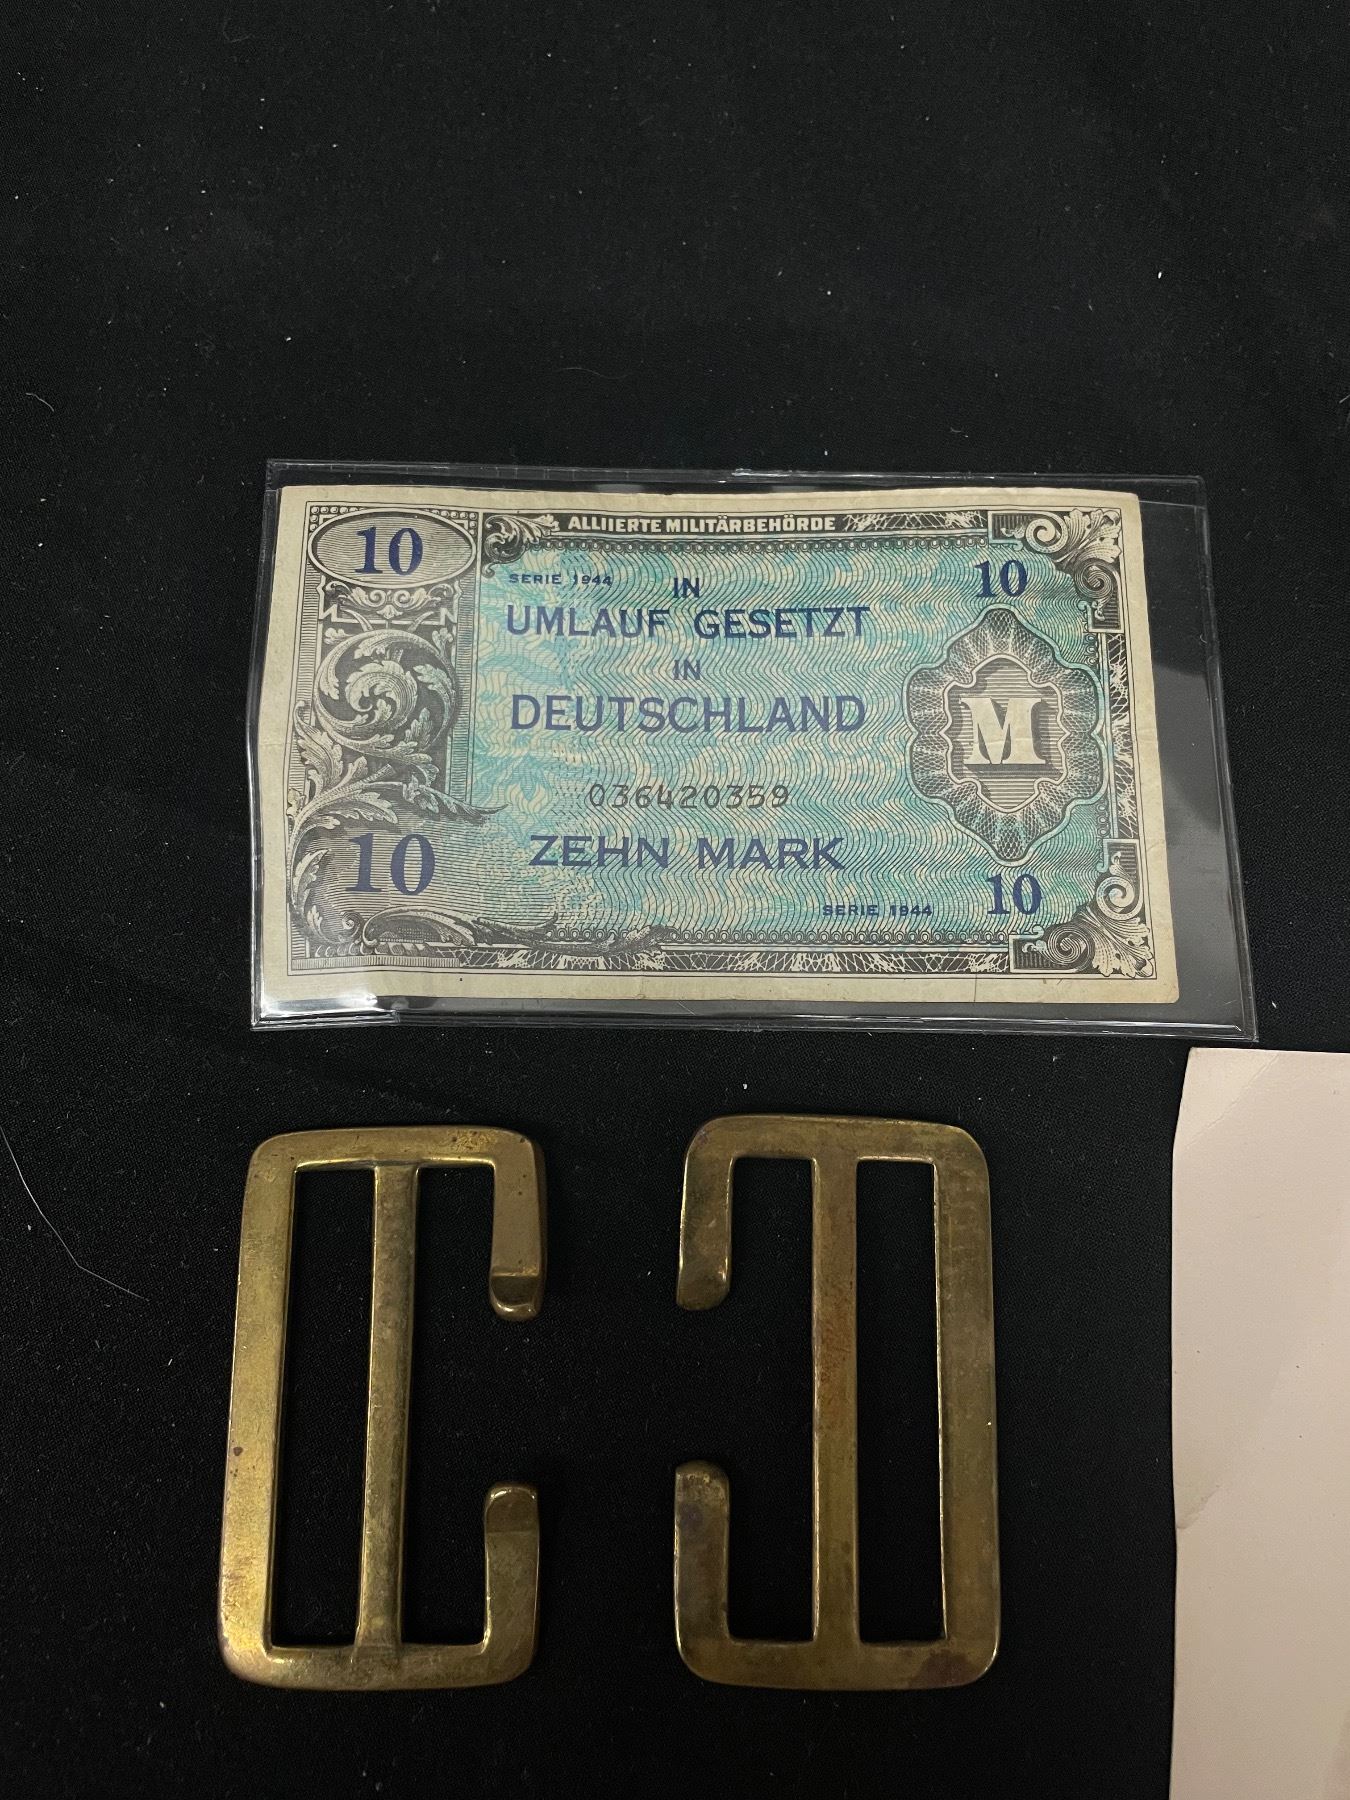 ALLIIERTE MILITÄRBEHÖRDE
10
SERIE 1944
IN
10
UMLAUF GESETZT
IN
DEUTSCHLAND
M
036420359
10
ZEHN MARK
10
SERIE 1944